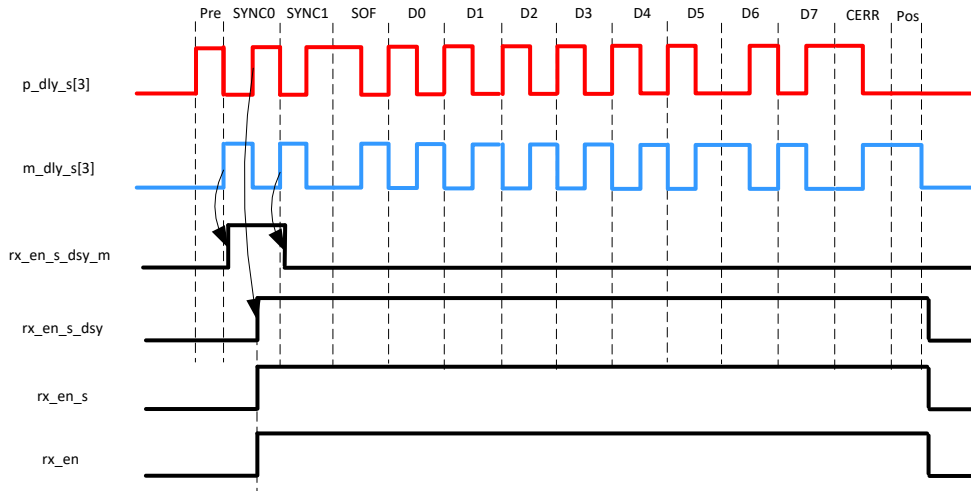 Pre SYNC0 SYNC1 SOF D0 D1 D2 D3 D4 D5 D6 D7 CERR Pos
p_dly_s[3]
m_dly_s[3]
rx_en_s_dsy_m
rx_en_s_dsy
rx_en_s
rx_en